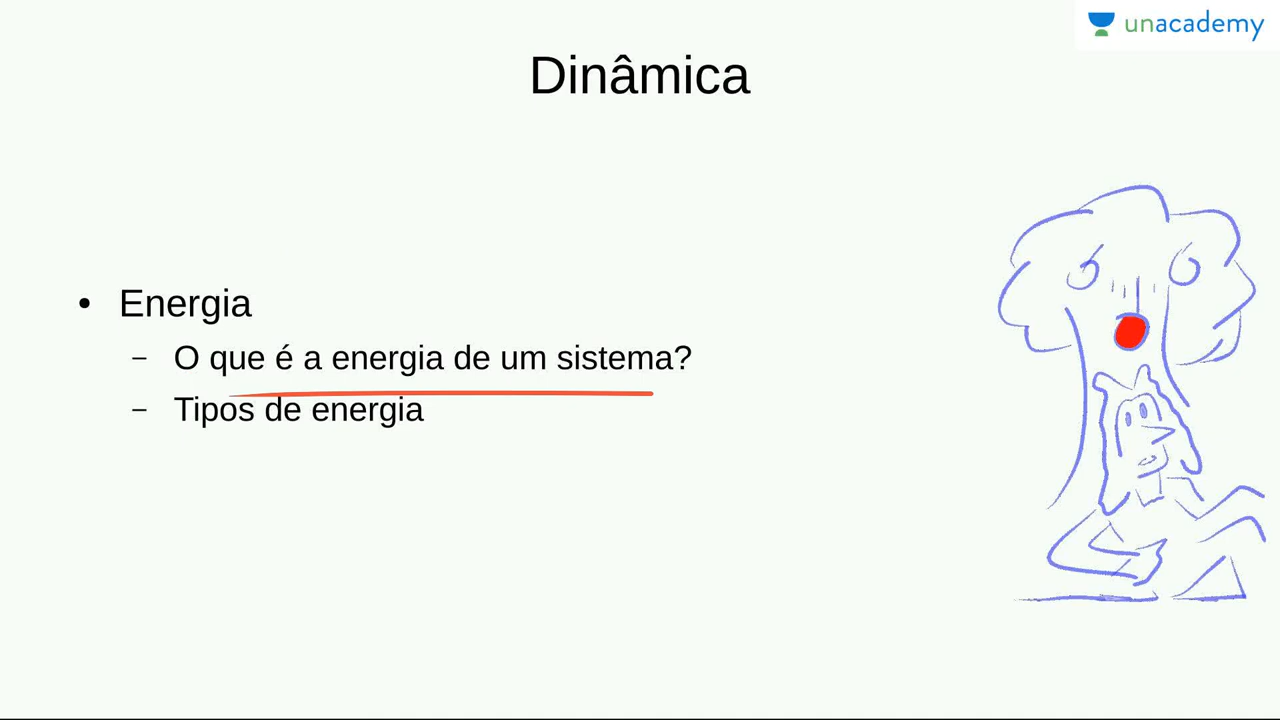 unacademy
Dinâmica
• Energia
– O que é a energia de um sistema?
– Tipos de energia